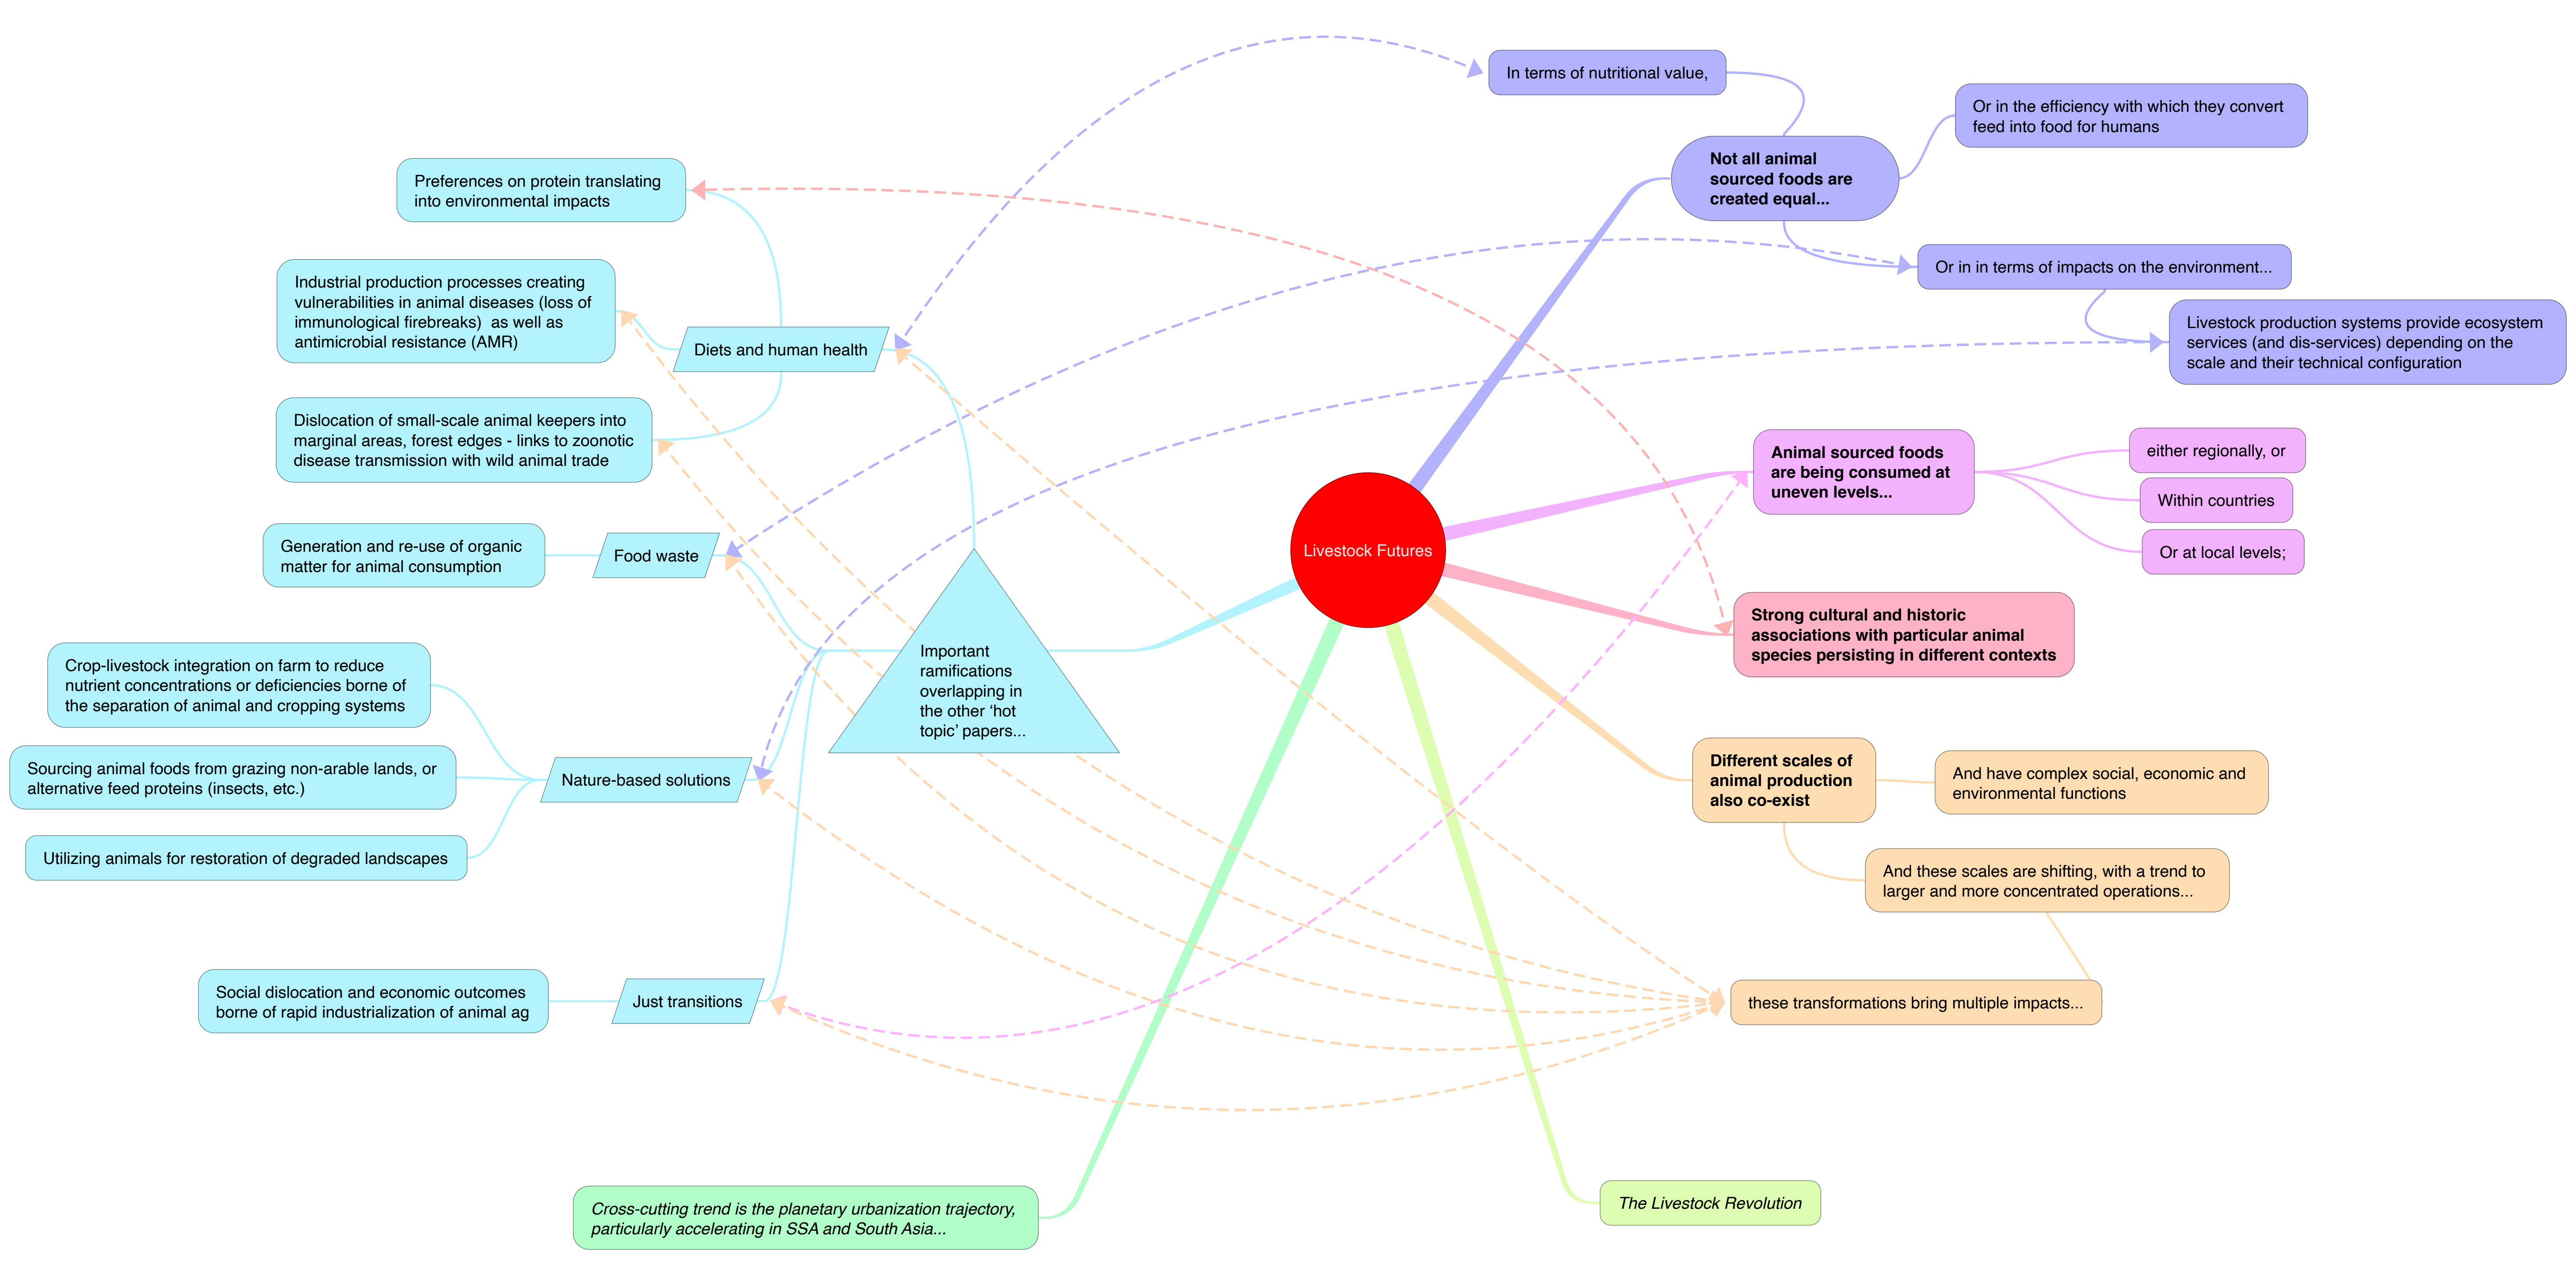 In terms of nutritional value,
Or in the efficiency with which they convert
feed into food for humans
Not all animal
sourced foods are
created equal...
Or in in terms of impacts on the environment...
Livestock production systems provide ecosystem
services (and dis-services) depending on the
scale and their technical configuration
Preferences on protein translating
into environmental impacts
Industrial production processes creating
vulnerabilities in animal diseases (loss of
immunological firebreaks)  as well as
antimicrobial resistance (AMR)
Diets and human health
Dislocation of small-scale animal keepers into
marginal areas, forest edges - links to zoonotic
disease transmission with wild animal trade
Animal sourced foods
are being consumed at
uneven levels...
either regionally, or
Within countries
Or at local levels;
Livestock Futures
Generation and re-use of organic
matter for animal consumption
Food waste
Strong cultural and historic
associations with particular animal
species persisting in different contexts
Important
ramifications
overlapping in
the other ‘hot
topic’ papers...
Crop-livestock integration on farm to reduce
nutrient concentrations or deficiencies borne of
the separation of animal and cropping systems
Sourcing animal foods from grazing non-arable lands, or
alternative feed proteins (insects, etc.)
Nature-based solutions
Utilizing animals for restoration of degraded landscapes
Different scales of
animal production
also co-exist
And have complex social, economic and
environmental functions
And these scales are shifting, with a trend to
larger and more concentrated operations...
these transformations bring multiple impacts...
Social dislocation and economic outcomes
borne of rapid industrialization of animal ag
Just transitions
Cross-cutting trend is the planetary urbanization trajectory,
particularly accelerating in SSA and South Asia...
The Livestock Revolution